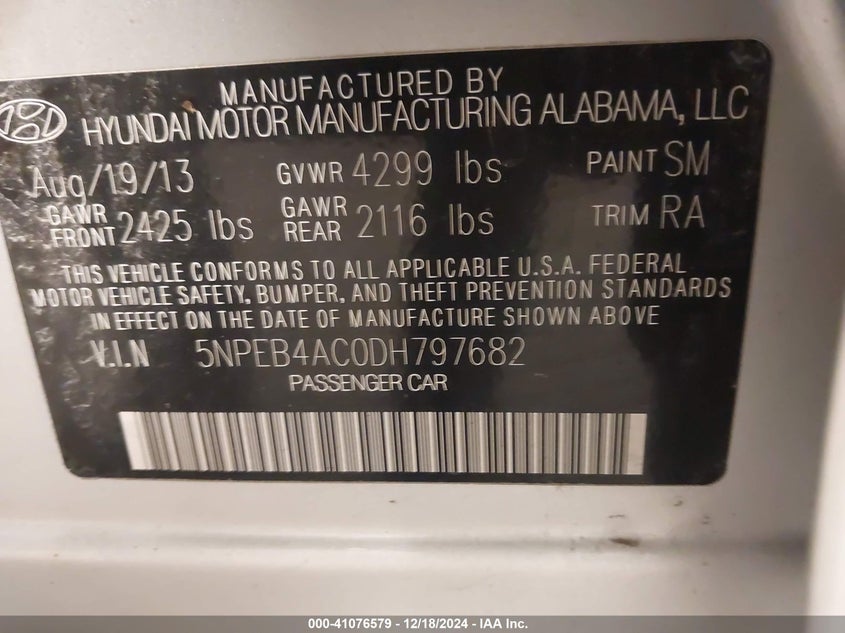 MANUFACTURED BY
HYUNDAI MOTOR MANUFACTURING ALABAMA, LLC
Aug/19/13 GVWR 4299 lbs PAINT SM
GAWR FRONT 2425 lbs GAWR REAR 2116 lbs TRIM RA
THIS VEHICLE CONFORMS TO ALL APPLICABLE U.S.A. FEDERAL
MOTOR VEHICLE SAFETY, BUMPER, AND THEFT PREVENTION STANDARDS
IN EFFECT ON THE DATE OF MANUFACTURE SHOWN ABOVE
V.I.N 5NPEB4AC0DH797682
PASSENGER CAR
000-41076579 - 12/18/2024 - IAA Inc.